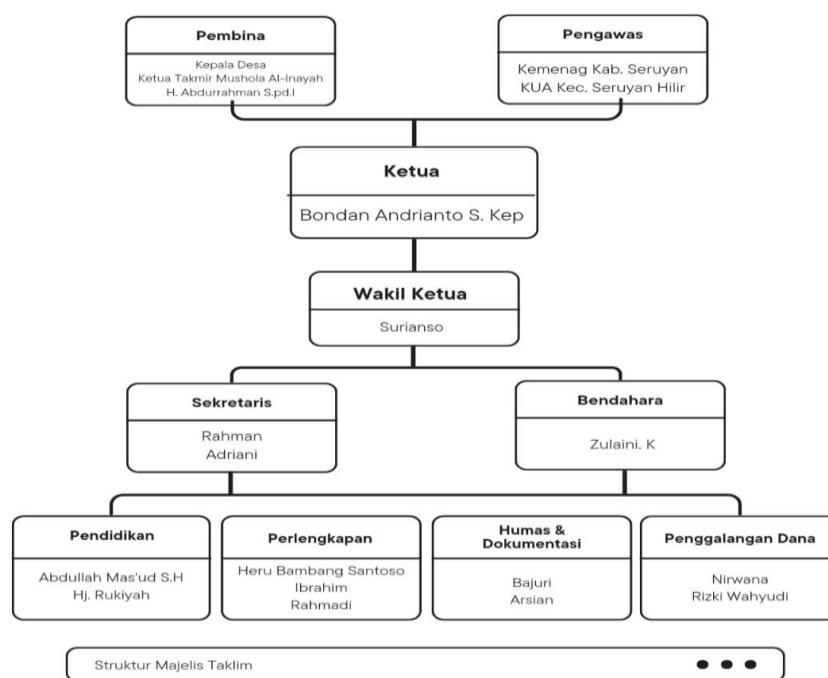 Pembina
Kepala Desa
Ketua Takmir Mushola Al-Inayah
H. Abdurrahman S.pd.I
Pengawas
Kemenag Kab. Seruyan
KUA Kec. Seruyan Hilir
Ketua
Bondan Andrianto S. Kep
Wakil Ketua
Surianso
Sekretaris
Rahman
Adriani
Bendahara
Zulaini. K
Pendidikan
Abdullah Mas'ud S.H
Hj. Rukiyah
Perlengkapan
Heru Bambang Santoso
Ibrahim
Rahmadi
Humas &
Dokumentasi
Bajuri
Arsian
Penggalangan Dana
Nirwana
Rizki Wahyudi
Struktur Majelis Taklim